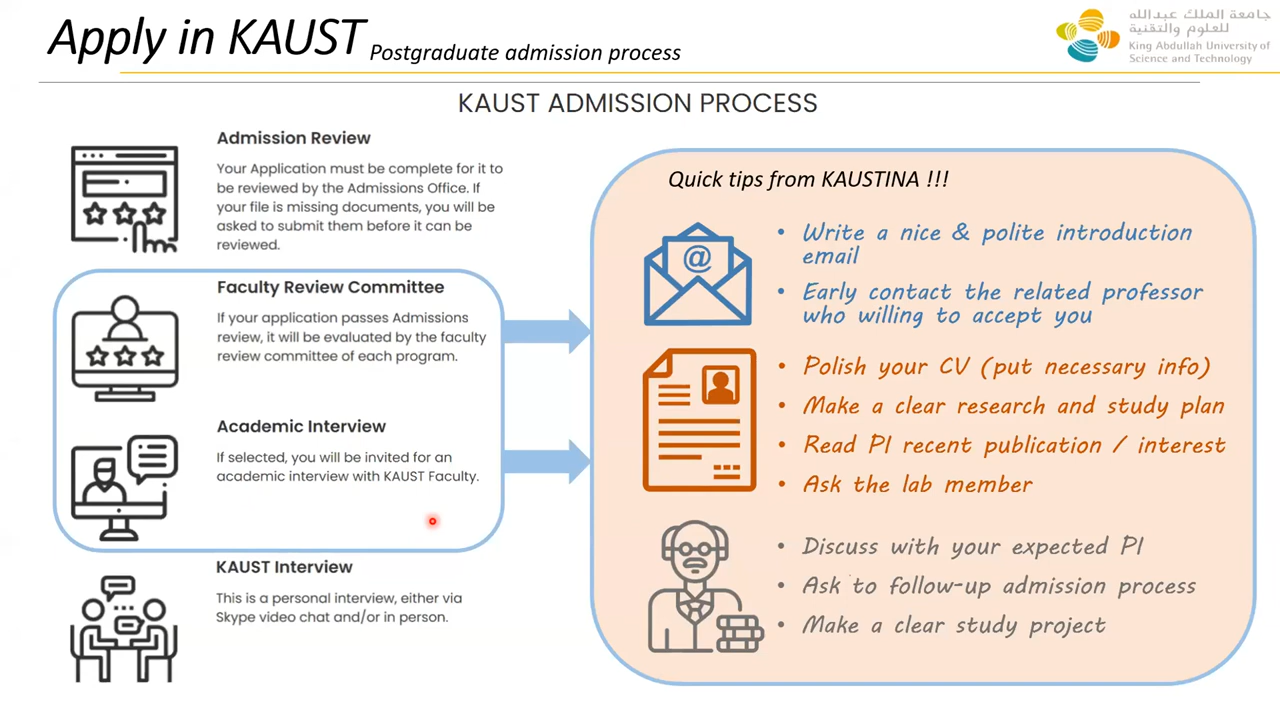 Apply in KAUST Postgraduate admission process
جامعة الملك عبدالله
للعلوم والتقنية
King Abdullah University of
Science and Technology
KAUST ADMISSION PROCESS
Admission Review
Your Application must be complete for it to
be reviewed by the Admissions Office. If
your file is missing documents, you will be
asked to submit them before it can be
reviewed.
Faculty Review Committee
If your application passes Admissions
review, it will be evaluated by the faculty
review committee of each program.
Academic Interview
If selected, you will be invited for an
academic interview with KAUST Faculty.
KAUST Interview
This is a personal interview, either via
Skype video chat and/or in person.
Quick tips from KAUSTINA !!!
@
• Write a nice & polite introduction
email
• Early contact the related professor
who willing to accept you
• Polish your CV (put necessary info)
• Make a clear research and study plan
• Read PI recent publication / interest
• Ask the lab member
• Discuss with your expected PI
• Ask to follow-up admission process
• Make a clear study project